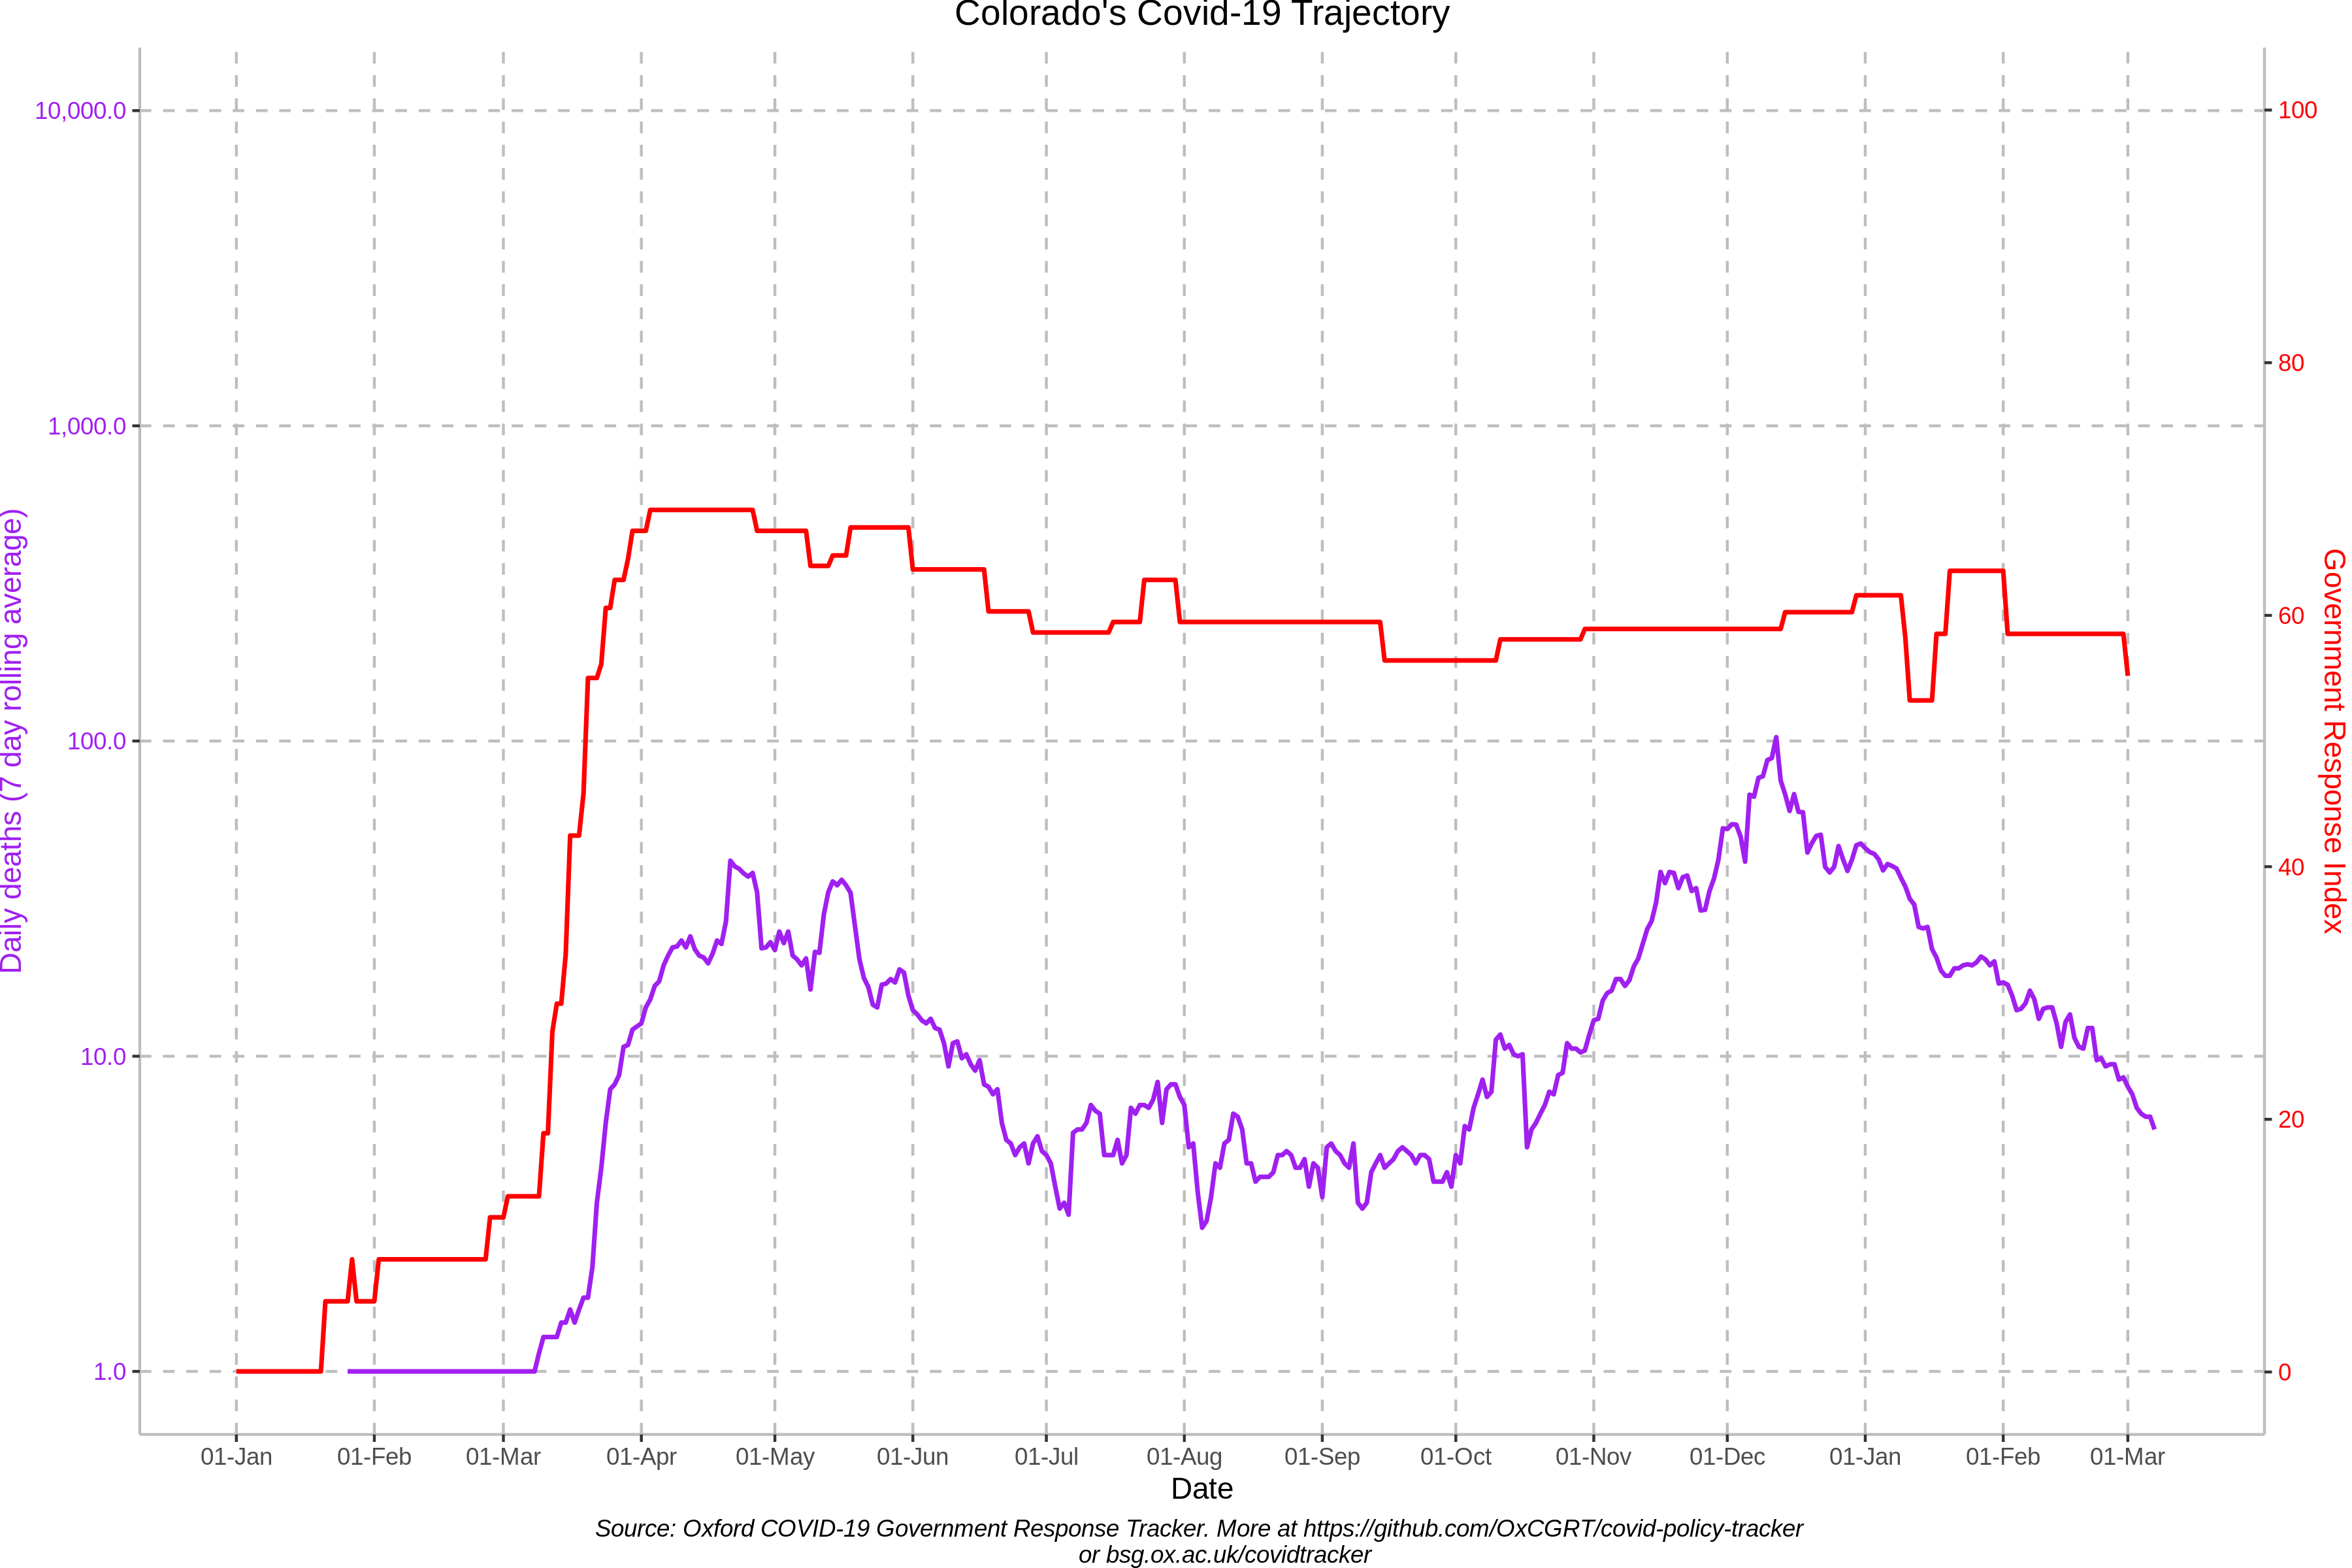 Colorado's Covid-19 Trajectory
10,000.0
1,000.0
100.0
10.0
1.0
Daily deaths (7 day rolling average)
100
80
60
40
20
0
Government Response Index
01-Jan 01-Feb 01-Mar 01-Apr 01-May 01-Jun 01-Jul 01-Aug 01-Sep 01-Oct 01-Nov 01-Dec 01-Jan 01-Feb 01-Mar
Date
Source: Oxford COVID-19 Government Response Tracker. More at https://github.com/OxCGRT/covid-policy-tracker
or bsg.ox.ac.uk/covidtracker